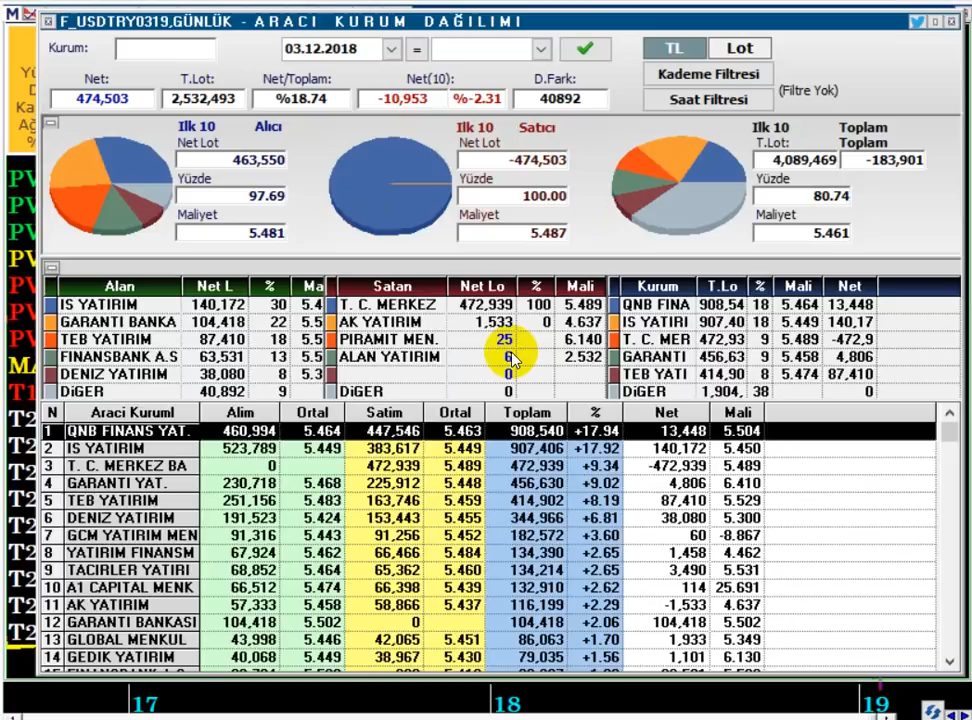 F_USDTRY0319,GÜNLÜK - ARACI KURUM DAĞILIMI
Kurum: 03.12.2018 = TL Lot
Kademe Filtresi
Saat Filtresi (Filtre Yok)
Net: T.Lot: Net/Toplam: Net(10): D.Fark:
474,503 2,532,493 %18.74 -10,953 %-2.31 40892
Ilk 10 Alıcı
Net Lot
463,550
Yüzde
97.69
Maliyet
5.481
Ilk 10 Satıcı
Net Lot
-474,503
Yüzde
100.00
Maliyet
5.487
Ilk 10 Toplam
T.Lot: Toplam
4,089,469 -183,901
Yüzde
80.74
Maliyet
5.461
Alan Net L % Ma Satan Net Lo % Mali Kurum T.Lo % Mali Net
IS YATIRIM 140,172 30 5.4 T. C. MERKEZ 472,939 100 5.489 QNB FINA 908,54 18 5.464 13,448
GARANTI BANKA 104,418 22 5.5 AK YATIRIM 1,533 0 4.637 IS YATIRI 907,40 18 5.449 140,17
TEB YATIRIM 87,410 18 5.5 PIRAMIT MEN. 25 6.140 T. C. MER 472,93 9 5.489 -472,9
FINANSBANK A.S 63,531 13 5.5 ALAN YATIRIM 6 2.532 GARANTI 456,63 9 5.458 4,806
DENIZ YATIRIM 38,080 8 5.3 0 TEB YATI 414,90 8 5.474 87,410
DiGER 40,892 9 DiGER 0 DiGER 1,904, 38 0
N Araci Kuruml Alim Ortal Satim Ortal Toplam % Net Mali
1 QNB FINANS YAT. 460,994 5.464 447,546 5.463 908,540 +17.94 13,448 5.504
2 IS YATIRIM 523,789 5.449 383,617 5.449 907,406 +17.92 140,172 5.450
3 T. C. MERKEZ BA 0 472,939 5.489 472,939 +9.34 -472,939 5.489
4 GARANTI YAT. 230,718 5.468 225,912 5.448 456,630 +9.02 4,806 6.410
5 TEB YATIRIM 251,156 5.483 163,746 5.459 414,902 +8.19 87,410 5.529
6 DENIZ YATIRIM 191,523 5.424 153,443 5.455 344,966 +6.81 38,080 5.300
7 GCM YATIRIM MEN 91,316 5.443 91,256 5.452 182,572 +3.60 60 -8.867
8 YATIRIM FINANSM 67,924 5.462 66,466 5.484 134,390 +2.65 1,458 4.462
9 TACIRLER YATIRI 68,852 5.464 65,362 5.460 134,214 +2.65 3,490 5.531
10 A1 CAPITAL MENK 66,512 5.474 66,398 5.439 132,910 +2.62 114 25.691
11 AK YATIRIM 57,333 5.458 58,866 5.437 116,199 +2.29 -1,533 4.637
12 GARANTI BANKASI 104,418 5.502 0 104,418 +2.06 104,418 5.502
13 GLOBAL MENKUL 43,998 5.446 42,065 5.451 86,063 +1.70 1,933 5.349
14 GEDIK YATIRIM 40,068 5.449 38,967 5.430 79,035 +1.56 1,101 6.130
17 18 19